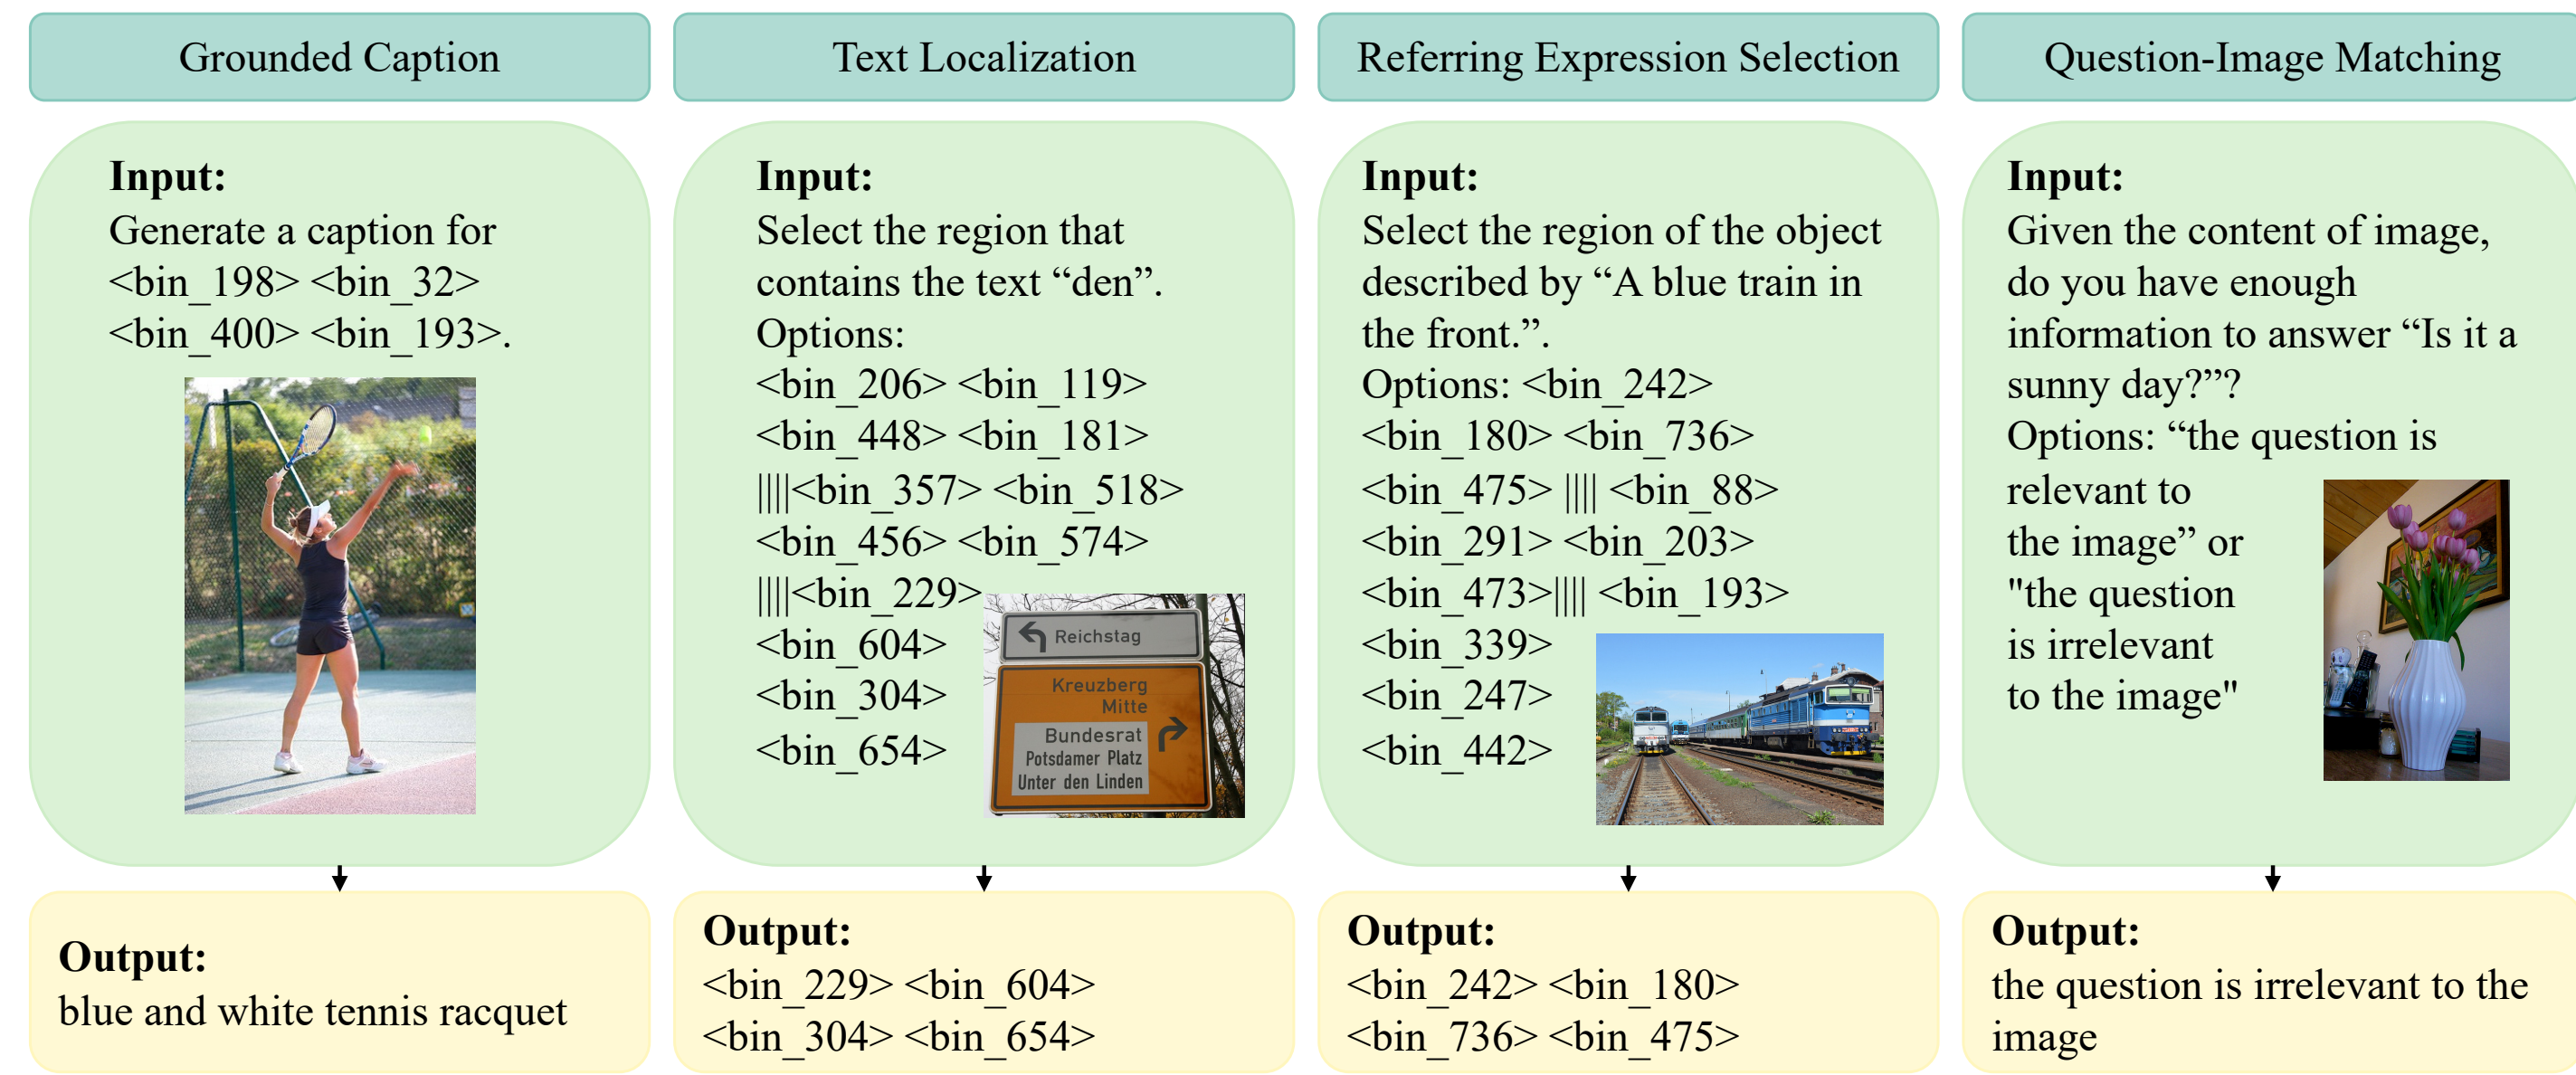 Grounded Caption
Input:
Generate a caption for
<bin_198> <bin_32>
<bin_400> <bin_193>.
Output:
blue and white tennis racquet
Text Localization
Input:
Select the region that
contains the text “den”.
Options:
<bin_206> <bin_119>
<bin_448> <bin_181>
||||<bin_357> <bin_518>
<bin_456> <bin_574>
||||<bin_229>
<bin_604>
<bin_304>
<bin_654>
Reichstag
Kreuzberg
Mitte
Bundesrat
Potsdamer Platz
Unter den Linden
Output:
<bin_229> <bin_604>
<bin_304> <bin_654>
Referring Expression Selection
Input:
Select the region of the object
described by “A blue train in
the front.”.
Options: <bin_242>
<bin_180> <bin_736>
<bin_475> |||| <bin_88>
<bin_291> <bin_203>
<bin_473>|||| <bin_193>
<bin_339>
<bin_247>
<bin_442>
Output:
<bin_242> <bin_180>
<bin_736> <bin_475>
Question-Image Matching
Input:
Given the content of image,
do you have enough
information to answer “Is it a
sunny day?”?
Options: “the question is
relevant to
the image” or
"the question
is irrelevant
to the image"
Output:
the question is irrelevant to the
image